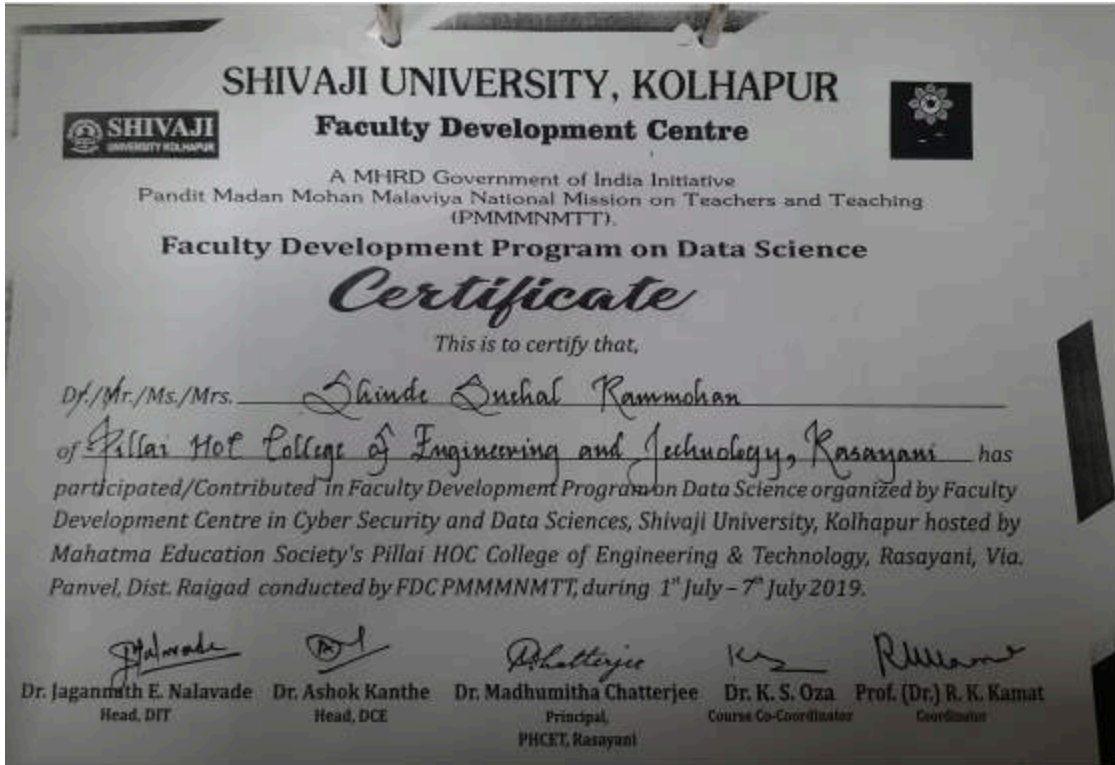 SHIVAJI UNIVERSITY, KOLHAPUR
SHIVAJI
UNIVERSITY KOLHAPUR
Faculty Development Centre
A MHRD Government of India Initiative
Pandit Madan Mohan Malaviya National Mission on Teachers and Teaching
(PMMMNMTT).
Faculty Development Program on Data Science
Certificate
This is to certify that,
Dr./Mr./Ms./Mrs. Shinde Suchal Rammohan
of Pillai HOC College of Engineering and Technology, Rasayani has
participated/Contributed in Faculty Development Program on Data Science organized by Faculty
Development Centre in Cyber Security and Data Sciences, Shivaji University, Kolhapur hosted by
Mahatma Education Society's Pillai HOC College of Engineering & Technology, Rasayani, Via.
Panvel, Dist. Raigad conducted by FDC PMMMNMTT, during 1st July – 7th July 2019.
Dr. Jagannath E. Nalavade Dr. Ashok Kanthe Dr. Madhumitha Chatterjee Dr. K. S. Oza Prof. (Dr.) R. K. Kamat
Head, DIT Head, DCE Principal, Course Co-Coordinator Coordinator
PHCET, Rasayani